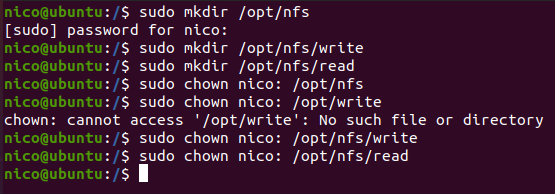 nico@ubuntu:/$ sudo mkdir /opt/nfs
[sudo] password for nico:
nico@ubuntu:/$ sudo mkdir /opt/nfs/write
nico@ubuntu:/$ sudo mkdir /opt/nfs/read
nico@ubuntu:/$ sudo chown nico: /opt/nfs
nico@ubuntu:/$ sudo chown nico: /opt/write
chown: cannot access '/opt/write': No such file or directory
nico@ubuntu:/$ sudo chown nico: /opt/nfs/write
nico@ubuntu:/$ sudo chown nico: /opt/nfs/read
nico@ubuntu:/$